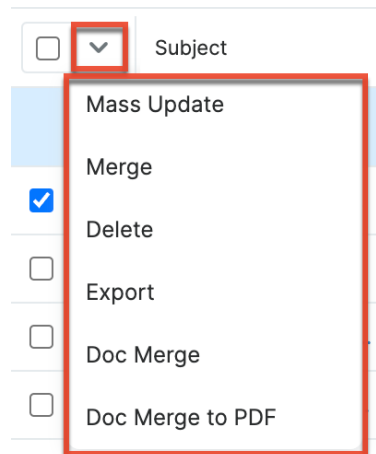 Subject
Mass Update
Merge
Delete
Export
Doc Merge
Doc Merge to PDF